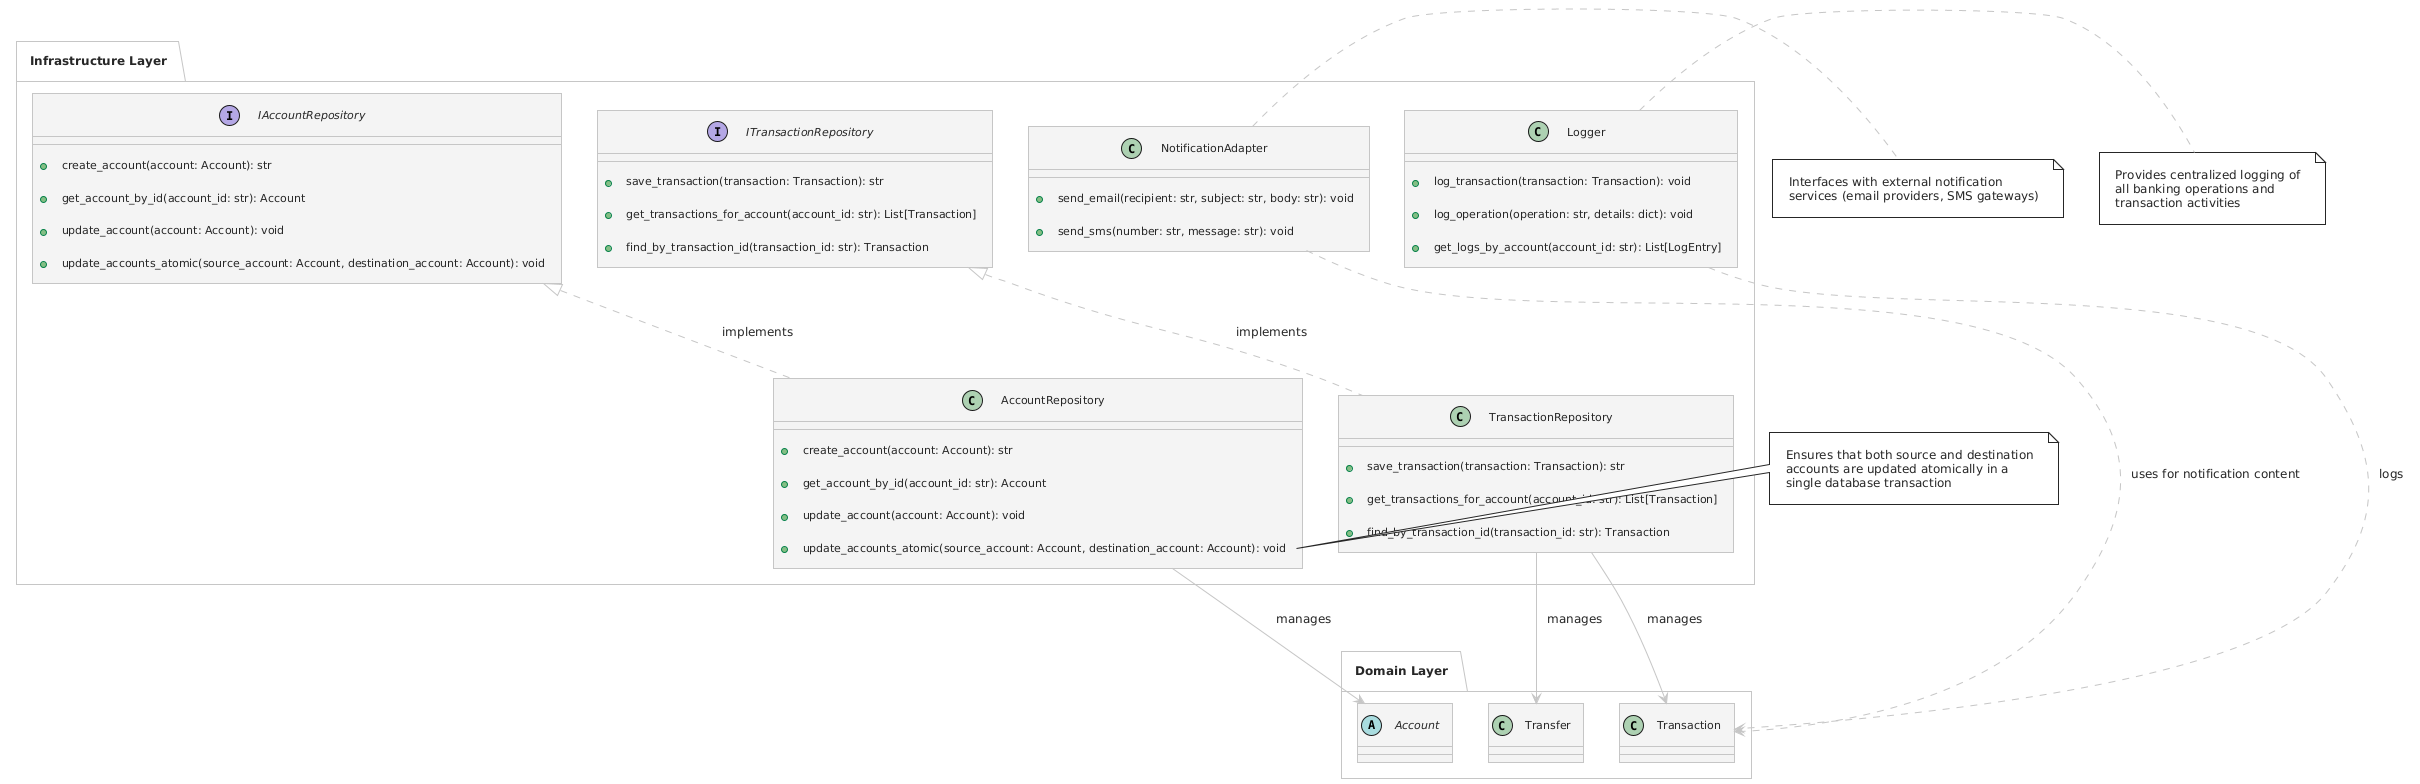 Infrastructure Layer
I IAccountRepository
create_account(account: Account): str
get_account_by_id(account_id: str): Account
update_account(account: Account): void
update_accounts_atomic(source_account: Account, destination_account: Account): void
I ITransactionRepository
save_transaction(transaction: Transaction): str
get_transactions_for_account(account_id: str): List[Transaction]
find_by_transaction_id(transaction_id: str): Transaction
C NotificationAdapter
send_email(recipient: str, subject: str, body: str): void
send_sms(number: str, message: str): void
C Logger
log_transaction(transaction: Transaction): void
log_operation(operation: str, details: dict): void
get_logs_by_account(account_id: str): List[LogEntry]
Interfaces with external notification
services (email providers, SMS gateways)
Provides centralized logging of
all banking operations and
transaction activities
implements
implements
C AccountRepository
create_account(account: Account): str
get_account_by_id(account_id: str): Account
update_account(account: Account): void
update_accounts_atomic(source_account: Account, destination_account: Account): void
C TransactionRepository
save_transaction(transaction: Transaction): str
get_transactions_for_account(account_id: str): List[Transaction]
find_by_transaction_id(transaction_id: str): Transaction
Ensures that both source and destination
accounts are updated atomically in a
single database transaction
uses for notification content
logs
manages
manages
manages
Domain Layer
A Account
C Transfer
C Transaction